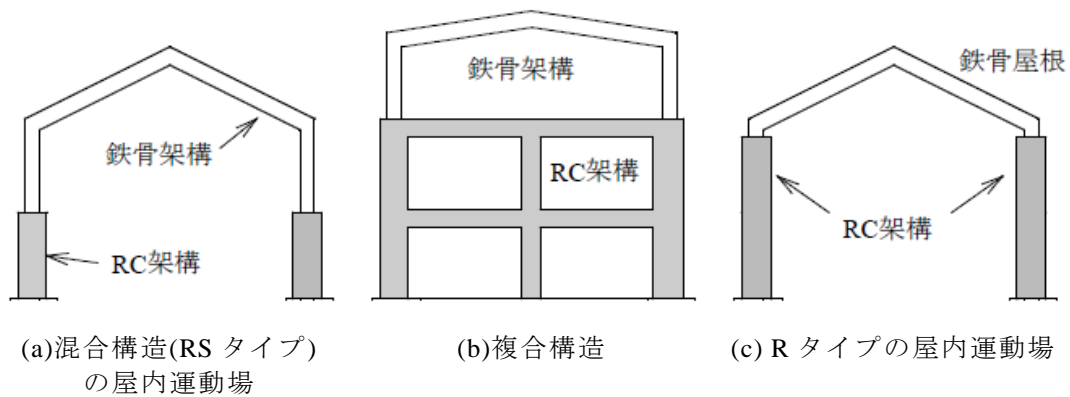 鉄骨架構
RC架構
(a)混合構造(RS タイプ)
の屋内運動場
鉄骨架構
RC架構
(b)複合構造
鉄骨屋根
RC架構
(c) R タイプの屋内運動場